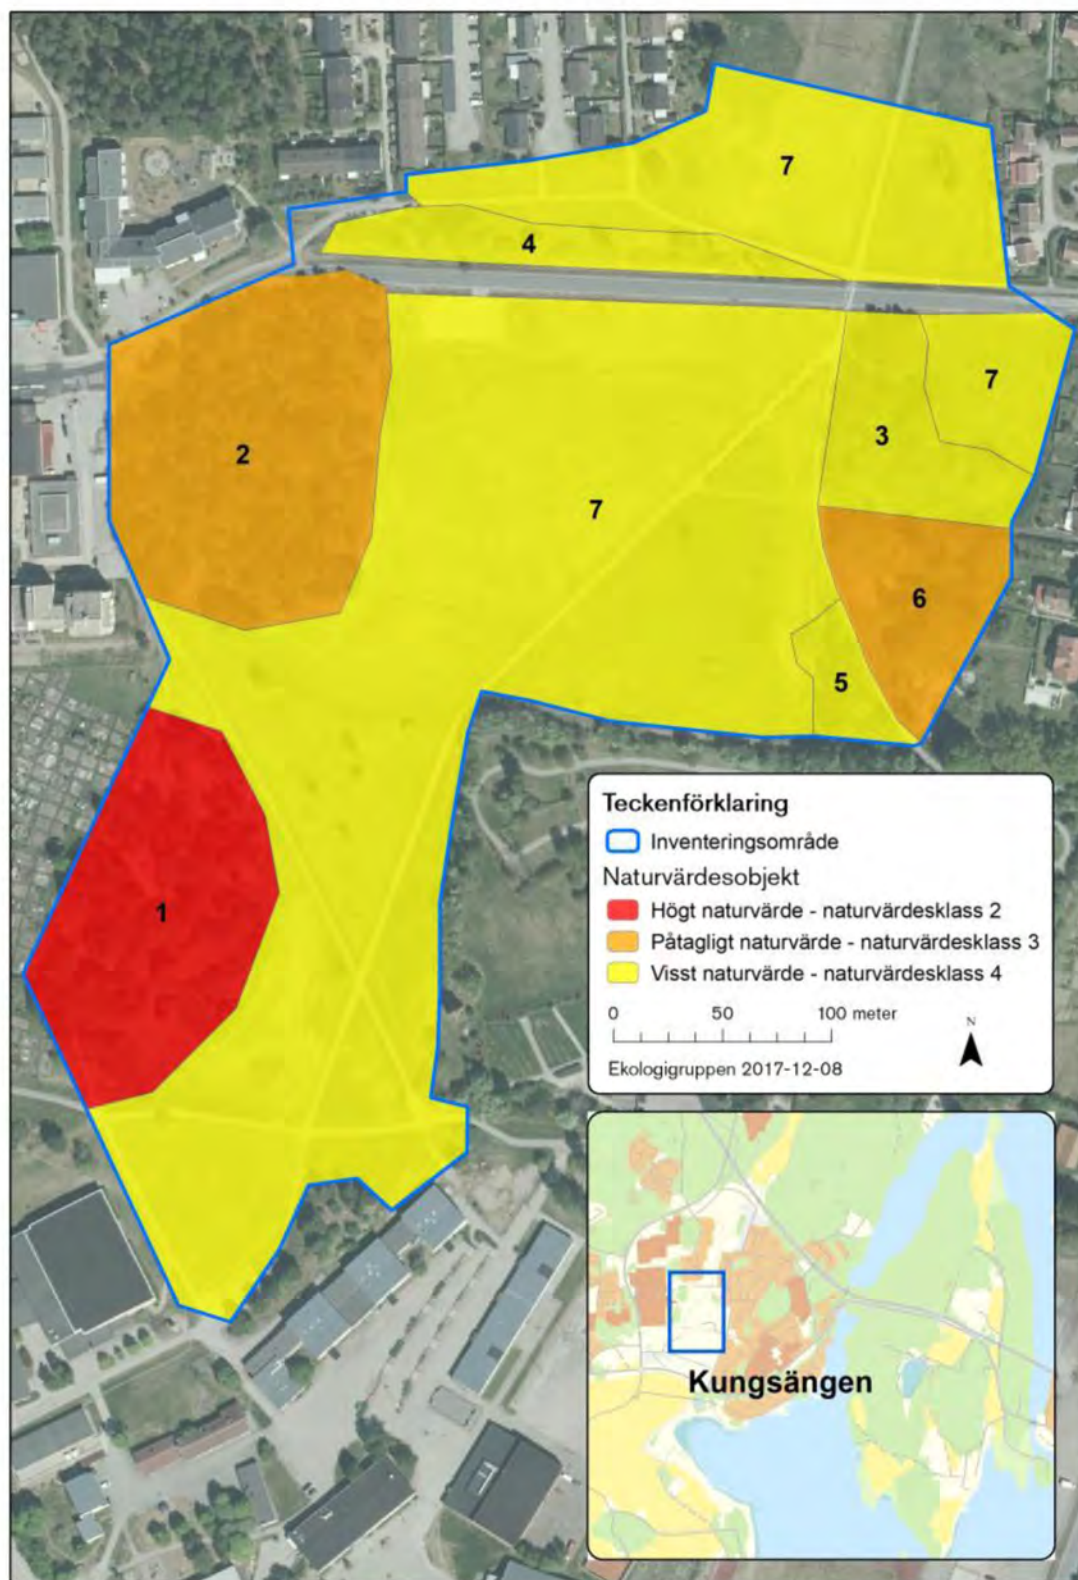 7
4
7
2
3
7
6
5
1
Teckenförklaring
Inventeringsområde
Naturvärdesobjekt
Högt naturvärde - naturvärdesklass 2
Påtagligt naturvärde - naturvärdesklass 3
Visst naturvärde - naturvärdesklass 4
0 50 100 meter
N
Ekologigruppen 2017-12-08
Kungsängen